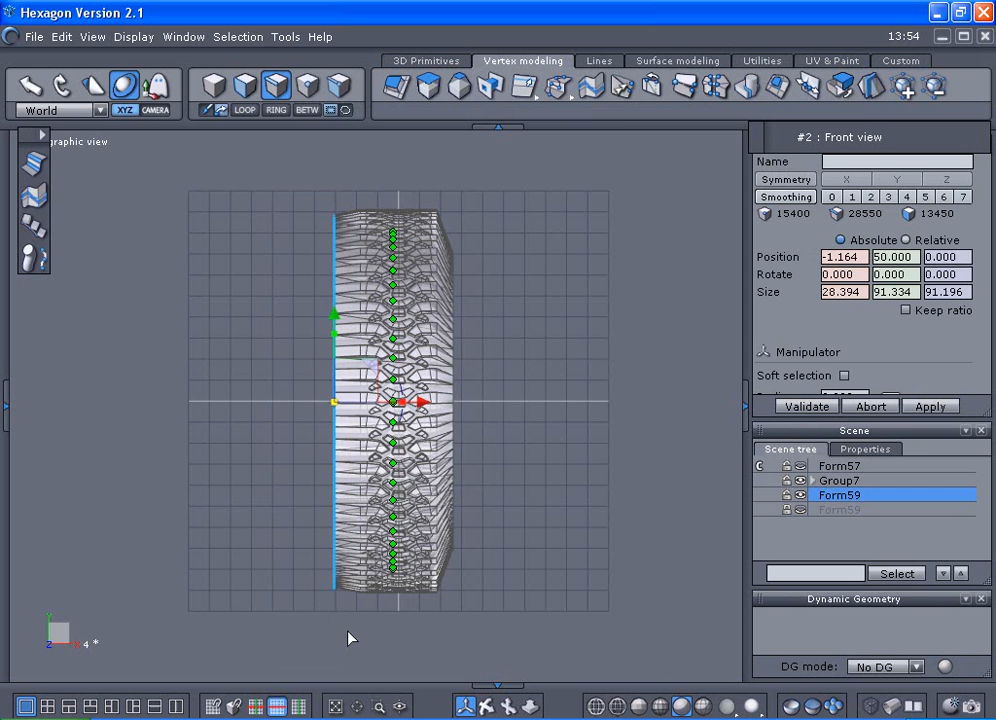 Hexagon Version 2.1
File Edit View Display Window Selection Tools Help 13:54
3D Primitives Vertex modeling Lines Surface modeling Utilities UV & Paint Custom
World XYZ CAMERA LOOP RING BETW
graphic view
#2 : Front view
Name
Symmetry X Y Z
Smoothing 0 1 2 3 4 5 6 7
15400 28550 13450
Absolute Relative
Position -1.164 50.000 0.000
Rotate 0.000 0.000 0.000
Size 28.394 91.334 91.196
Keep ratio
Manipulator
Soft selection
Validate Abort Apply
Scene
Scene tree Properties
C Form57
Group7
Form59
Form59
Select
Dynamic Geometry
DG mode: No DG
Y
Z X 4 *